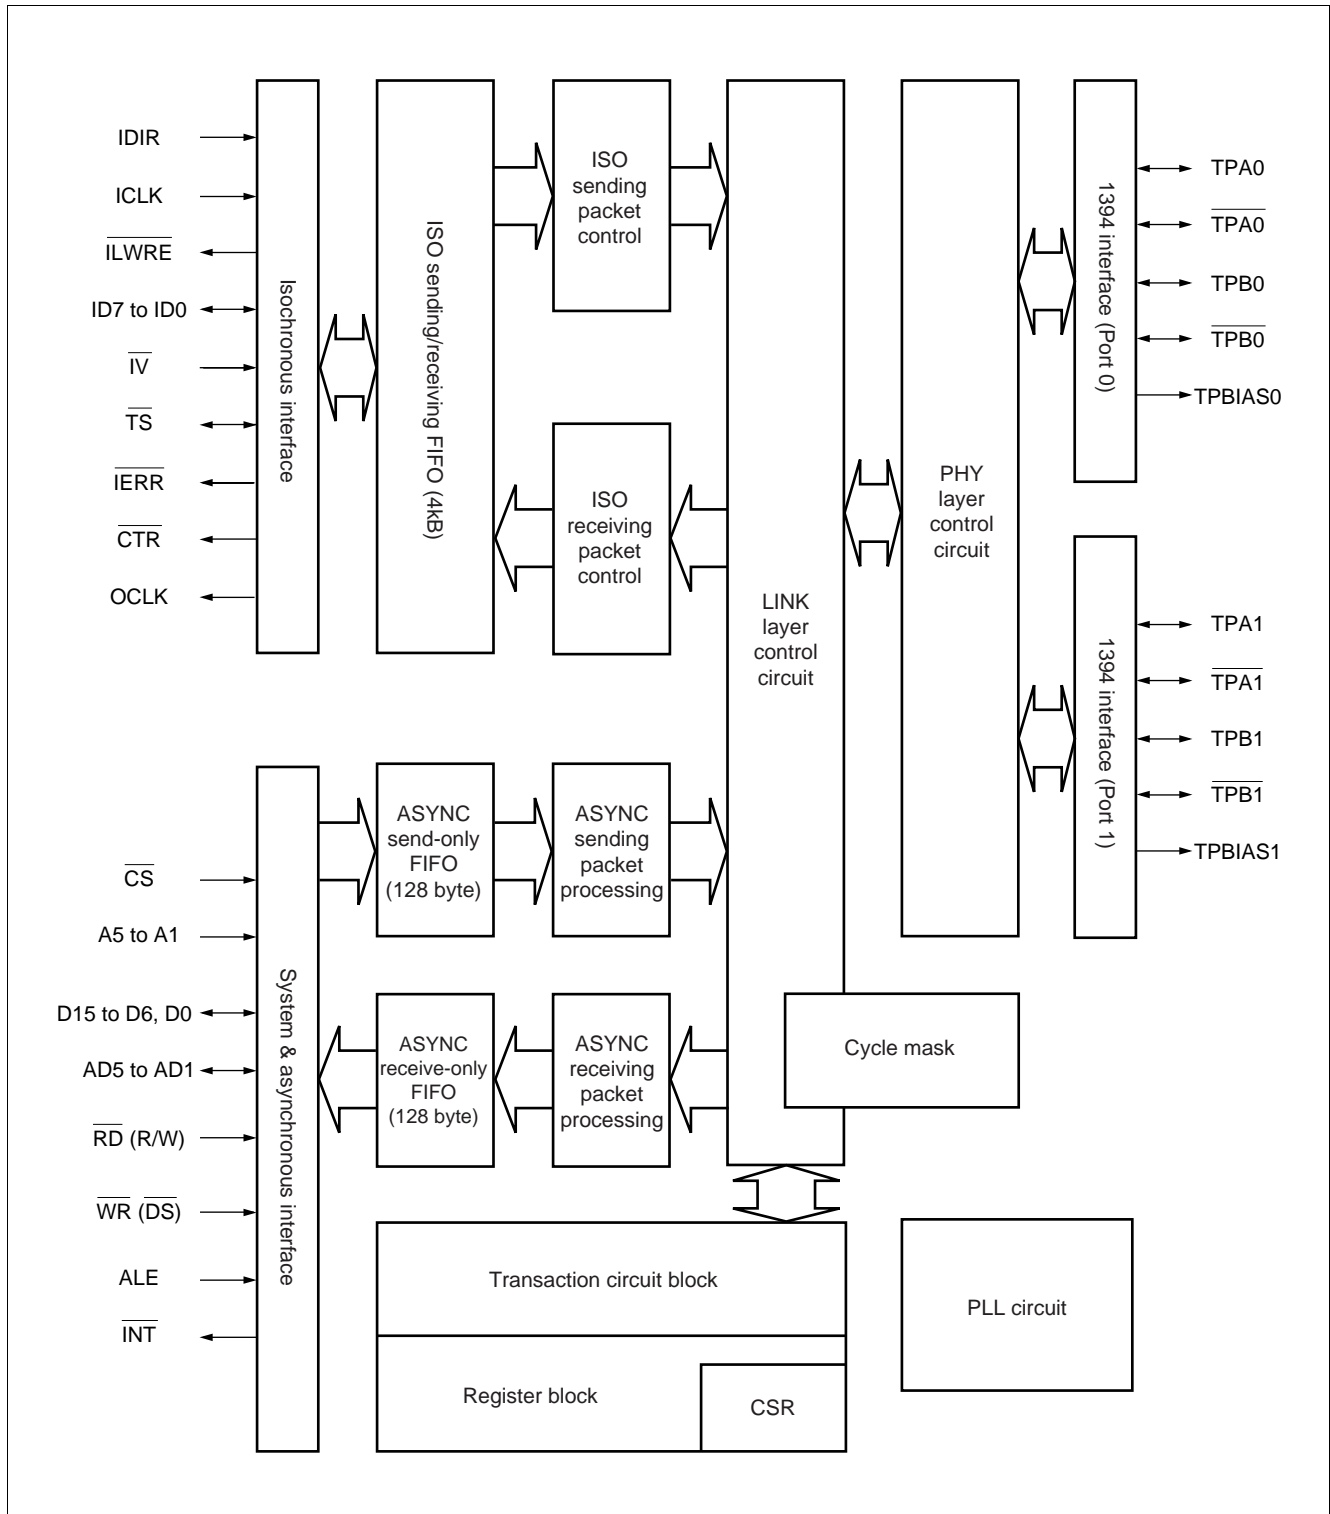 IDIR
ICLK
ILWRE
ID7 to ID0
IV
TS
IERR
CTR
OCLK
Isochronous interface
ISO sending/receiving FIFO (4kB)
ISO
sending
packet
control
ISO
receiving
packet
control
LINK
layer
control
circuit
PHY
layer
control
circuit
1394 interface (Port 0)
TPA0
TPA0
TPB0
TPB0
TPBIAS0
1394 interface (Port 1)
TPA1
TPA1
TPB1
TPB1
TPBIAS1
CS
A5 to A1
D15 to D6, D0
AD5 to AD1
RD (R/W)
WR (DS)
ALE
INT
System & asynchronous interface
ASYNC
send-only
FIFO
(128 byte)
ASYNC
sending
packet
processing
ASYNC
receive-only
FIFO
(128 byte)
ASYNC
receiving
packet
processing
Cycle mask
Transaction circuit block
Register block
CSR
PLL circuit